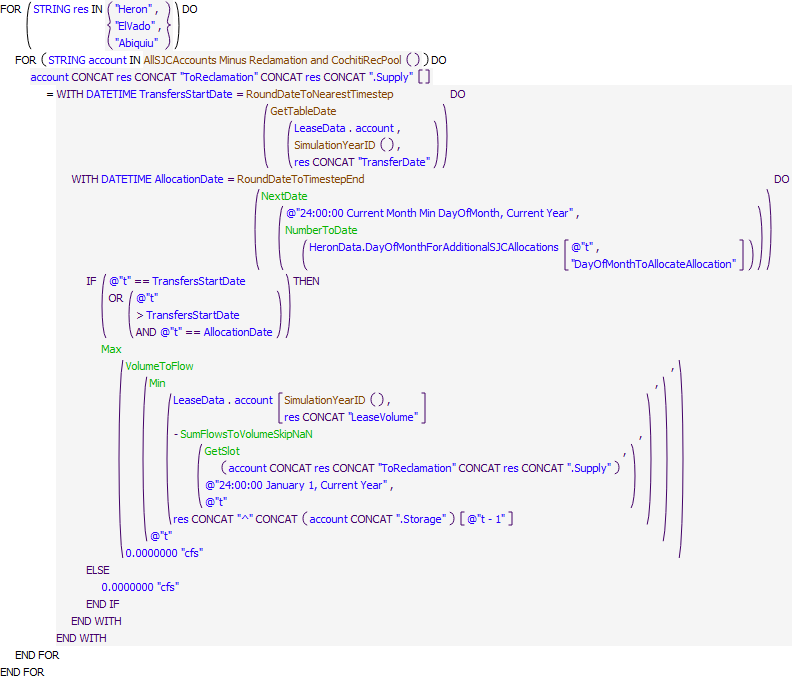 FOR ( STRING res IN { "Heron" , ) DO
"ElVado" ,
"Abiquiu" }
FOR ( STRING account IN AllSJCAccounts Minus Reclamation and CochitiRecPool ( ) ) DO
account CONCAT res CONCAT "ToReclamation" CONCAT res CONCAT ".Supply" [ ]
= WITH DATETIME TransfersStartDate = RoundDateToNearestTimestep DO
( GetTableDate )
( LeaseData . account ,
SimulationYearID ( ) ,
res CONCAT "TransferDate" )
WITH DATETIME AllocationDate = RoundDateToTimestepEnd DO
( NextDate )
( @"24:00:00 Current Month Min DayOfMonth, Current Year" ,
NumberToDate )
( HeronData.DayOfMonthForAdditionalSJCAllocations [ @"t" ,
"DayOfMonthToAllocateAllocation" ] )
IF ( @"t" == TransfersStartDate ) THEN
OR ( @"t"
> TransfersStartDate
AND @"t" == AllocationDate )
Max
( VolumeToFlow , )
( Min , )
( LeaseData . account [ SimulationYearID ( ) ,
res CONCAT "LeaseVolume" ]
- SumFlowsToVolumeSkipNaN ,
( GetSlot , )
( account CONCAT res CONCAT "ToReclamation" CONCAT res CONCAT ".Supply" )
@"24:00:00 January 1, Current Year" ,
@"t"
res CONCAT "^" CONCAT ( account CONCAT ".Storage" ) [ @"t - 1" ]
@"t"
0.0000000 "cfs"
ELSE
0.0000000 "cfs"
END IF
END WITH
END WITH
END FOR
END FOR